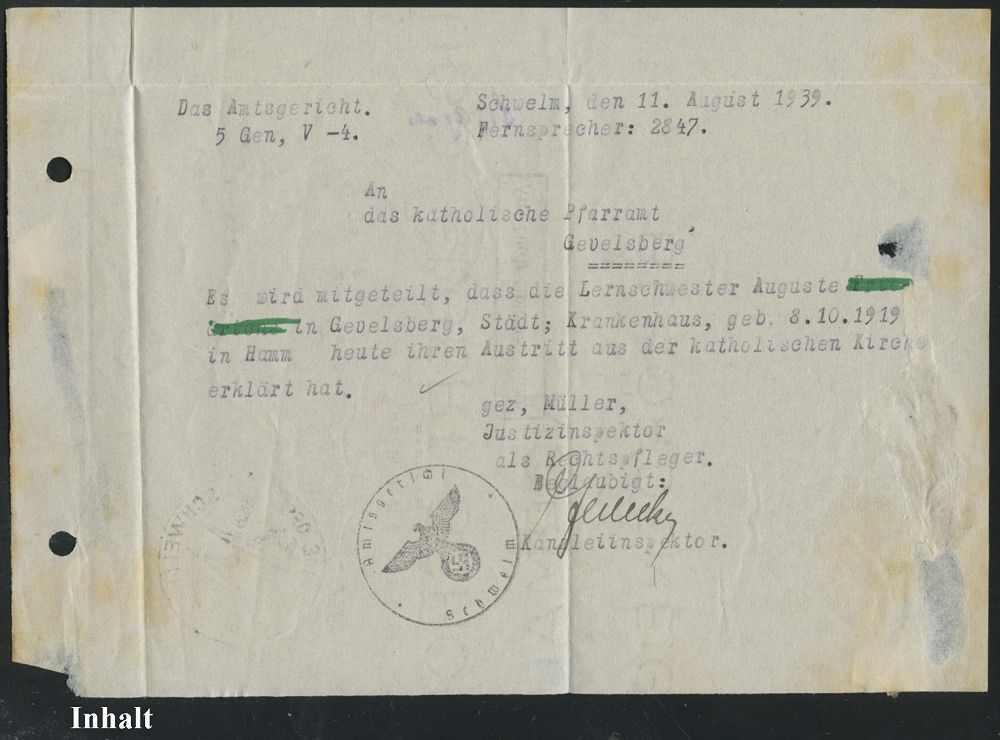 Das Amtsgericht.
5 Gen, V -4.
Schwelm, den 11. August 1939.
Fernsprecher: 2847.
An
das katholische Pfarramt
Gevelsberg
========
Es wird mitgeteilt, dass die Lernschwester Auguste
in Gevelsberg, Städt; Krankenhaus, geb. 8.10.1919
in Hamm heute ihren Austritt aus der katholischen Kirche
erklärt hat.
gez, Müller,
Justizinspektor
als Rechtspfleger.
Beglaubigt:
Kanzleiinspektor.
Amtsgericht
Schwelm
Inhalt